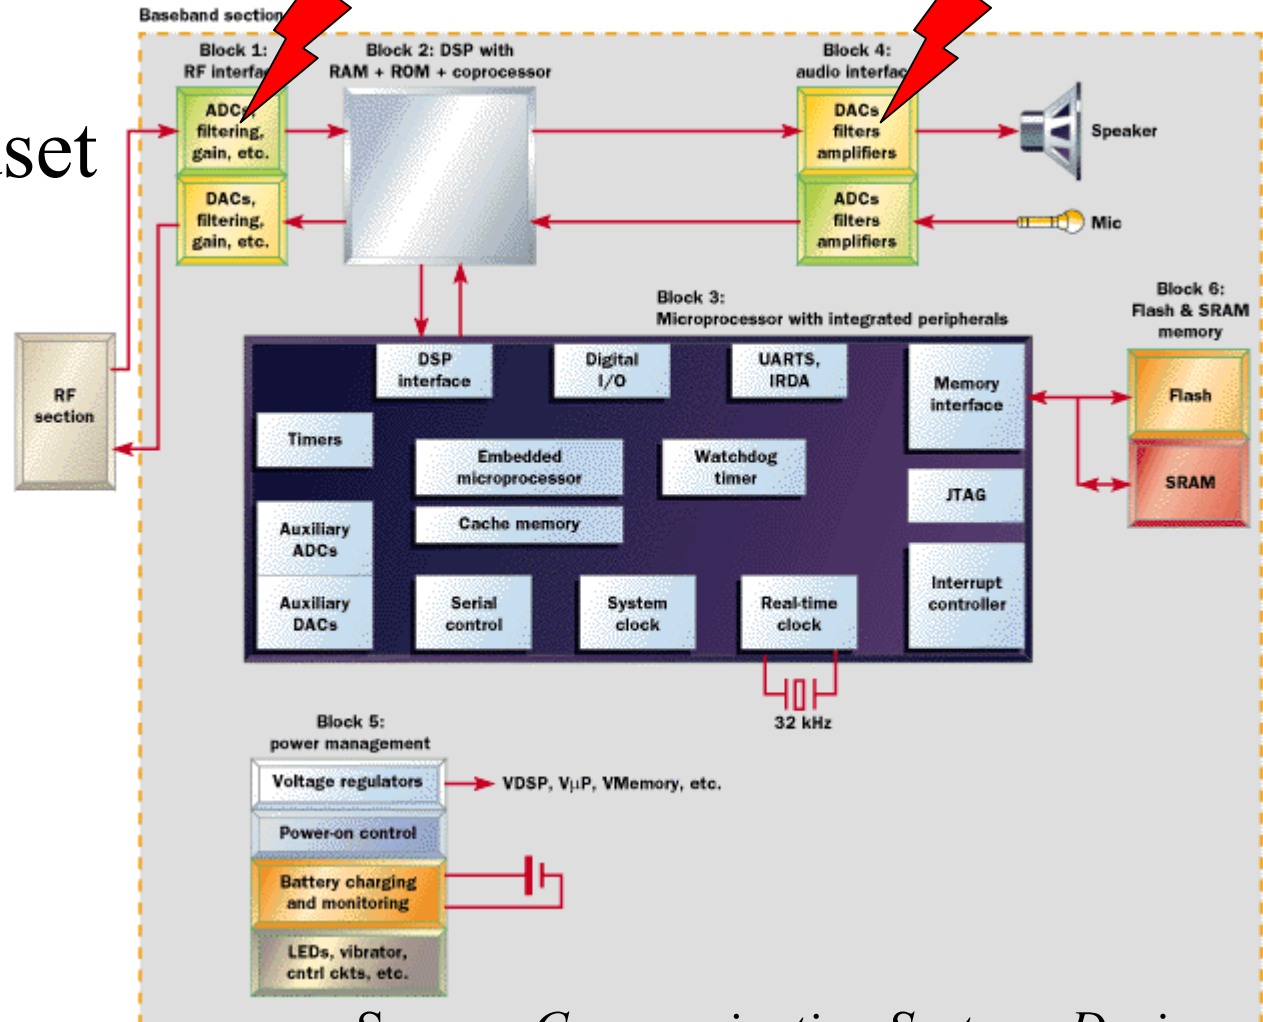 Baseband section
Block 1:
RF interfac
Block 2: DSP with
RAM + ROM + coprocessor
Block 4:
audio interfac
ADCs,
filtering,
gain, etc.
DACs
filters
amplifiers
Speaker
DACs,
filtering,
gain, etc.
ADCs
filters
amplifiers
Mic
Block 3:
Microprocessor with integrated peripherals
Block 6:
Flash & SRAM
memory
RF
section
DSP
interface
Digital
I/O
UARTS,
IRDA
Memory
interface
Flash
SRAM
Timers
Embedded
microprocessor
Watchdog
timer
JTAG
Cache memory
Auxiliary
ADCs
Auxiliary
DACs
Serial
control
System
clock
Real-time
clock
Interrupt
controller
32 kHz
Block 5:
power management
Voltage regulators
VDSP, VμP, VMemory, etc.
Power-on control
Battery charging
and monitoring
LEDs, vibrator,
cntrl ckts, etc.